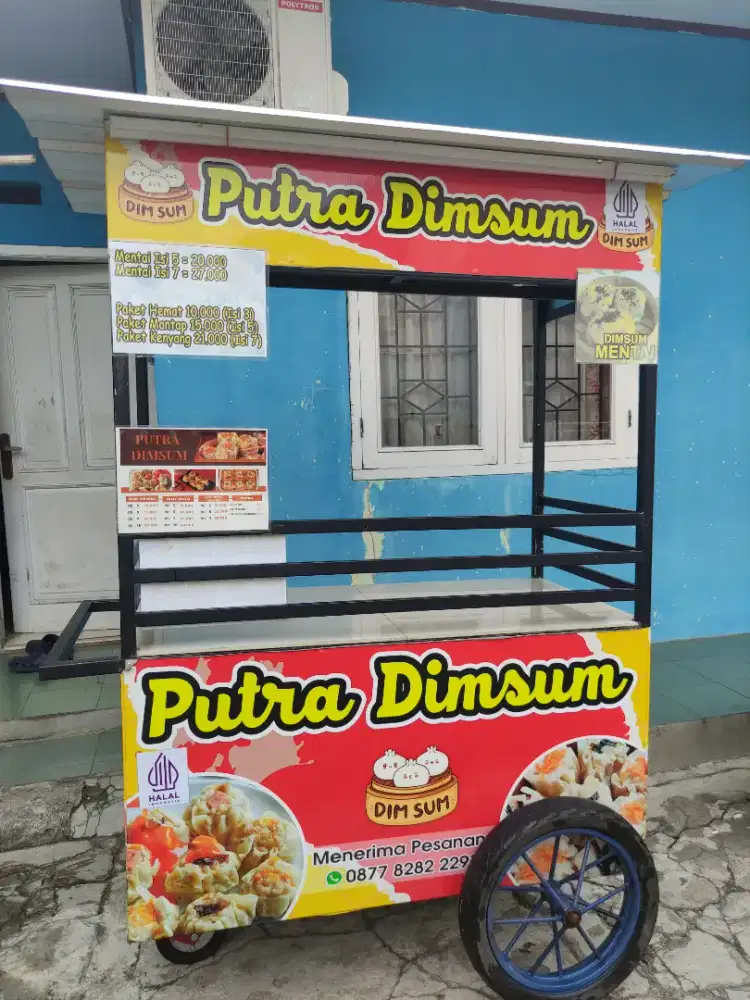 POLYTRON
DIM SUM
Putra Dimsum
HALAL
INDONESIA
DIM SUM
Mentai Isi 5 = 20.000
Mentai Isi 7 = 27.000
Paket Hemat 10.000 (Isi 3)
Paket Mantap 15.000 (Isi 5)
Paket Kenyang 21.000 (Isi 7)
DIMSUM
MENTAI
PUTRA
DIMSUM
Putra Dimsum
HALAL
INDONESIA
DIM SUM
Menerima Pesanan
0877 8282 229